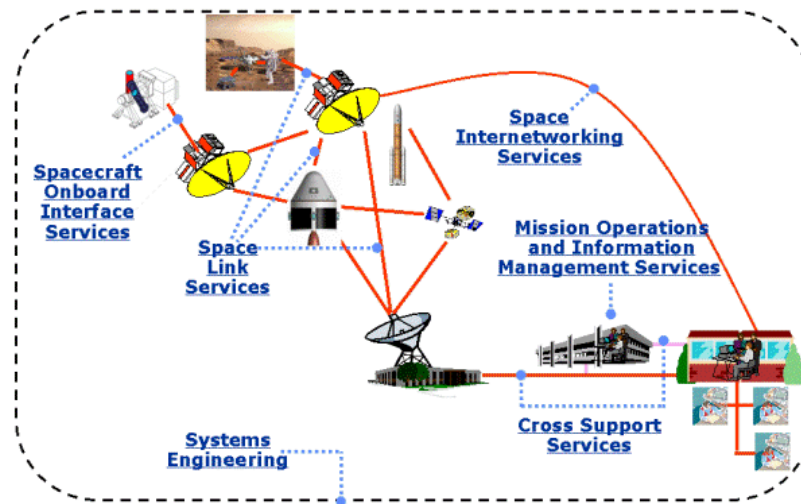 Space
Internetworking
Services
Spacecraft
Onboard
Interface
Services
Space
Link
Services
Mission Operations
and Information
Management Services
Cross Support
Services
Systems
Engineering